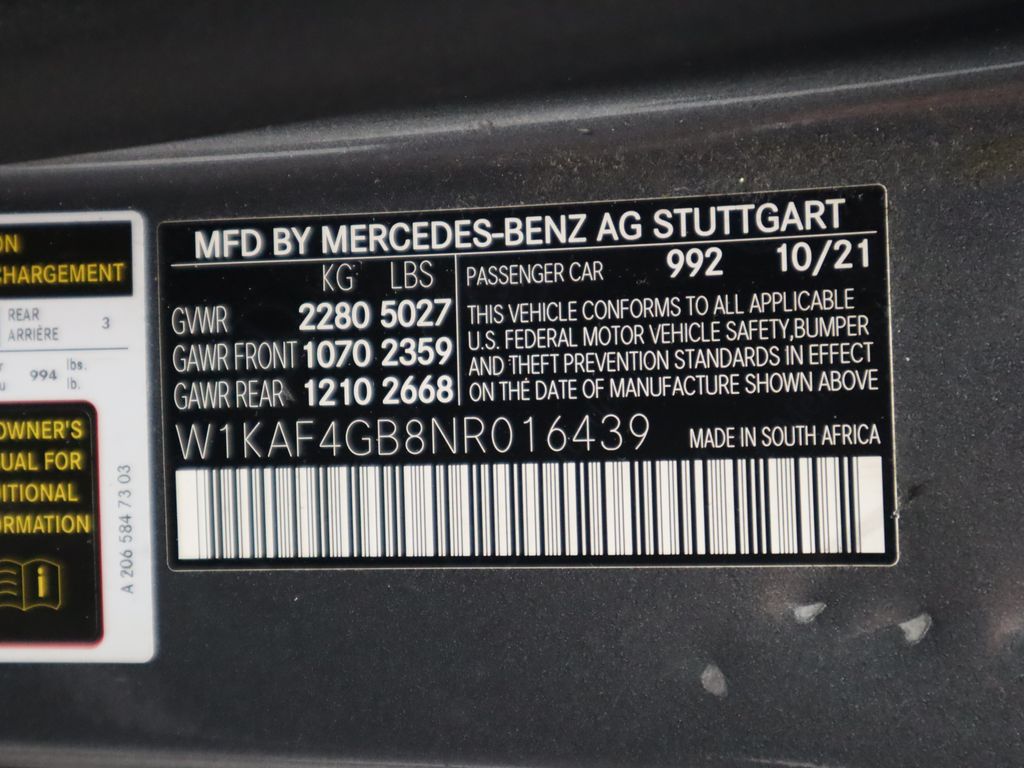 ON
CHARGEMENT
REAR
ARRIÈRE 3
994 lbs.
lb.
OWNER'S
UAL FOR
ITIONAL
ORMATION
i
A 206 584 73 03
MFD BY MERCEDES-BENZ AG STUTTGART
KG LBS
GVWR 2280 5027
GAWR FRONT 1070 2359
GAWR REAR 1210 2668
PASSENGER CAR 992 10/21
THIS VEHICLE CONFORMS TO ALL APPLICABLE
U.S. FEDERAL MOTOR VEHICLE SAFETY,BUMPER
AND THEFT PREVENTION STANDARDS IN EFFECT
ON THE DATE OF MANUFACTURE SHOWN ABOVE
W1KAF4GB8NR016439 MADE IN SOUTH AFRICA